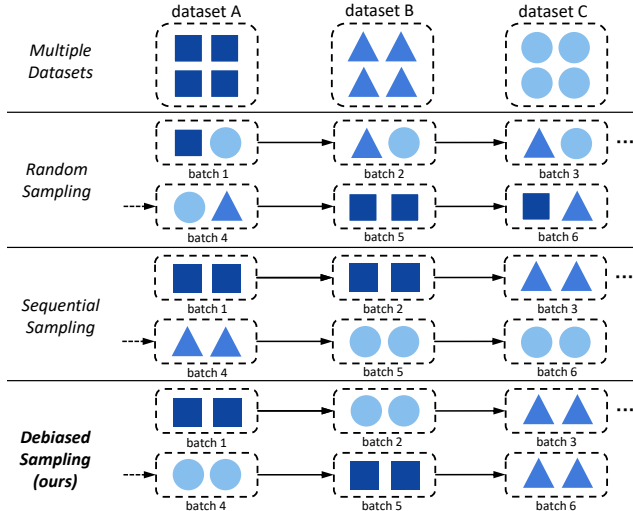 dataset A
dataset B
dataset C
Multiple
Datasets
Random
Sampling
batch 1
batch 2
batch 3
...
batch 4
batch 5
batch 6
Sequential
Sampling
batch 1
batch 2
batch 3
...
batch 4
batch 5
batch 6
Debiased
Sampling
(ours)
batch 1
batch 2
batch 3
...
batch 4
batch 5
batch 6